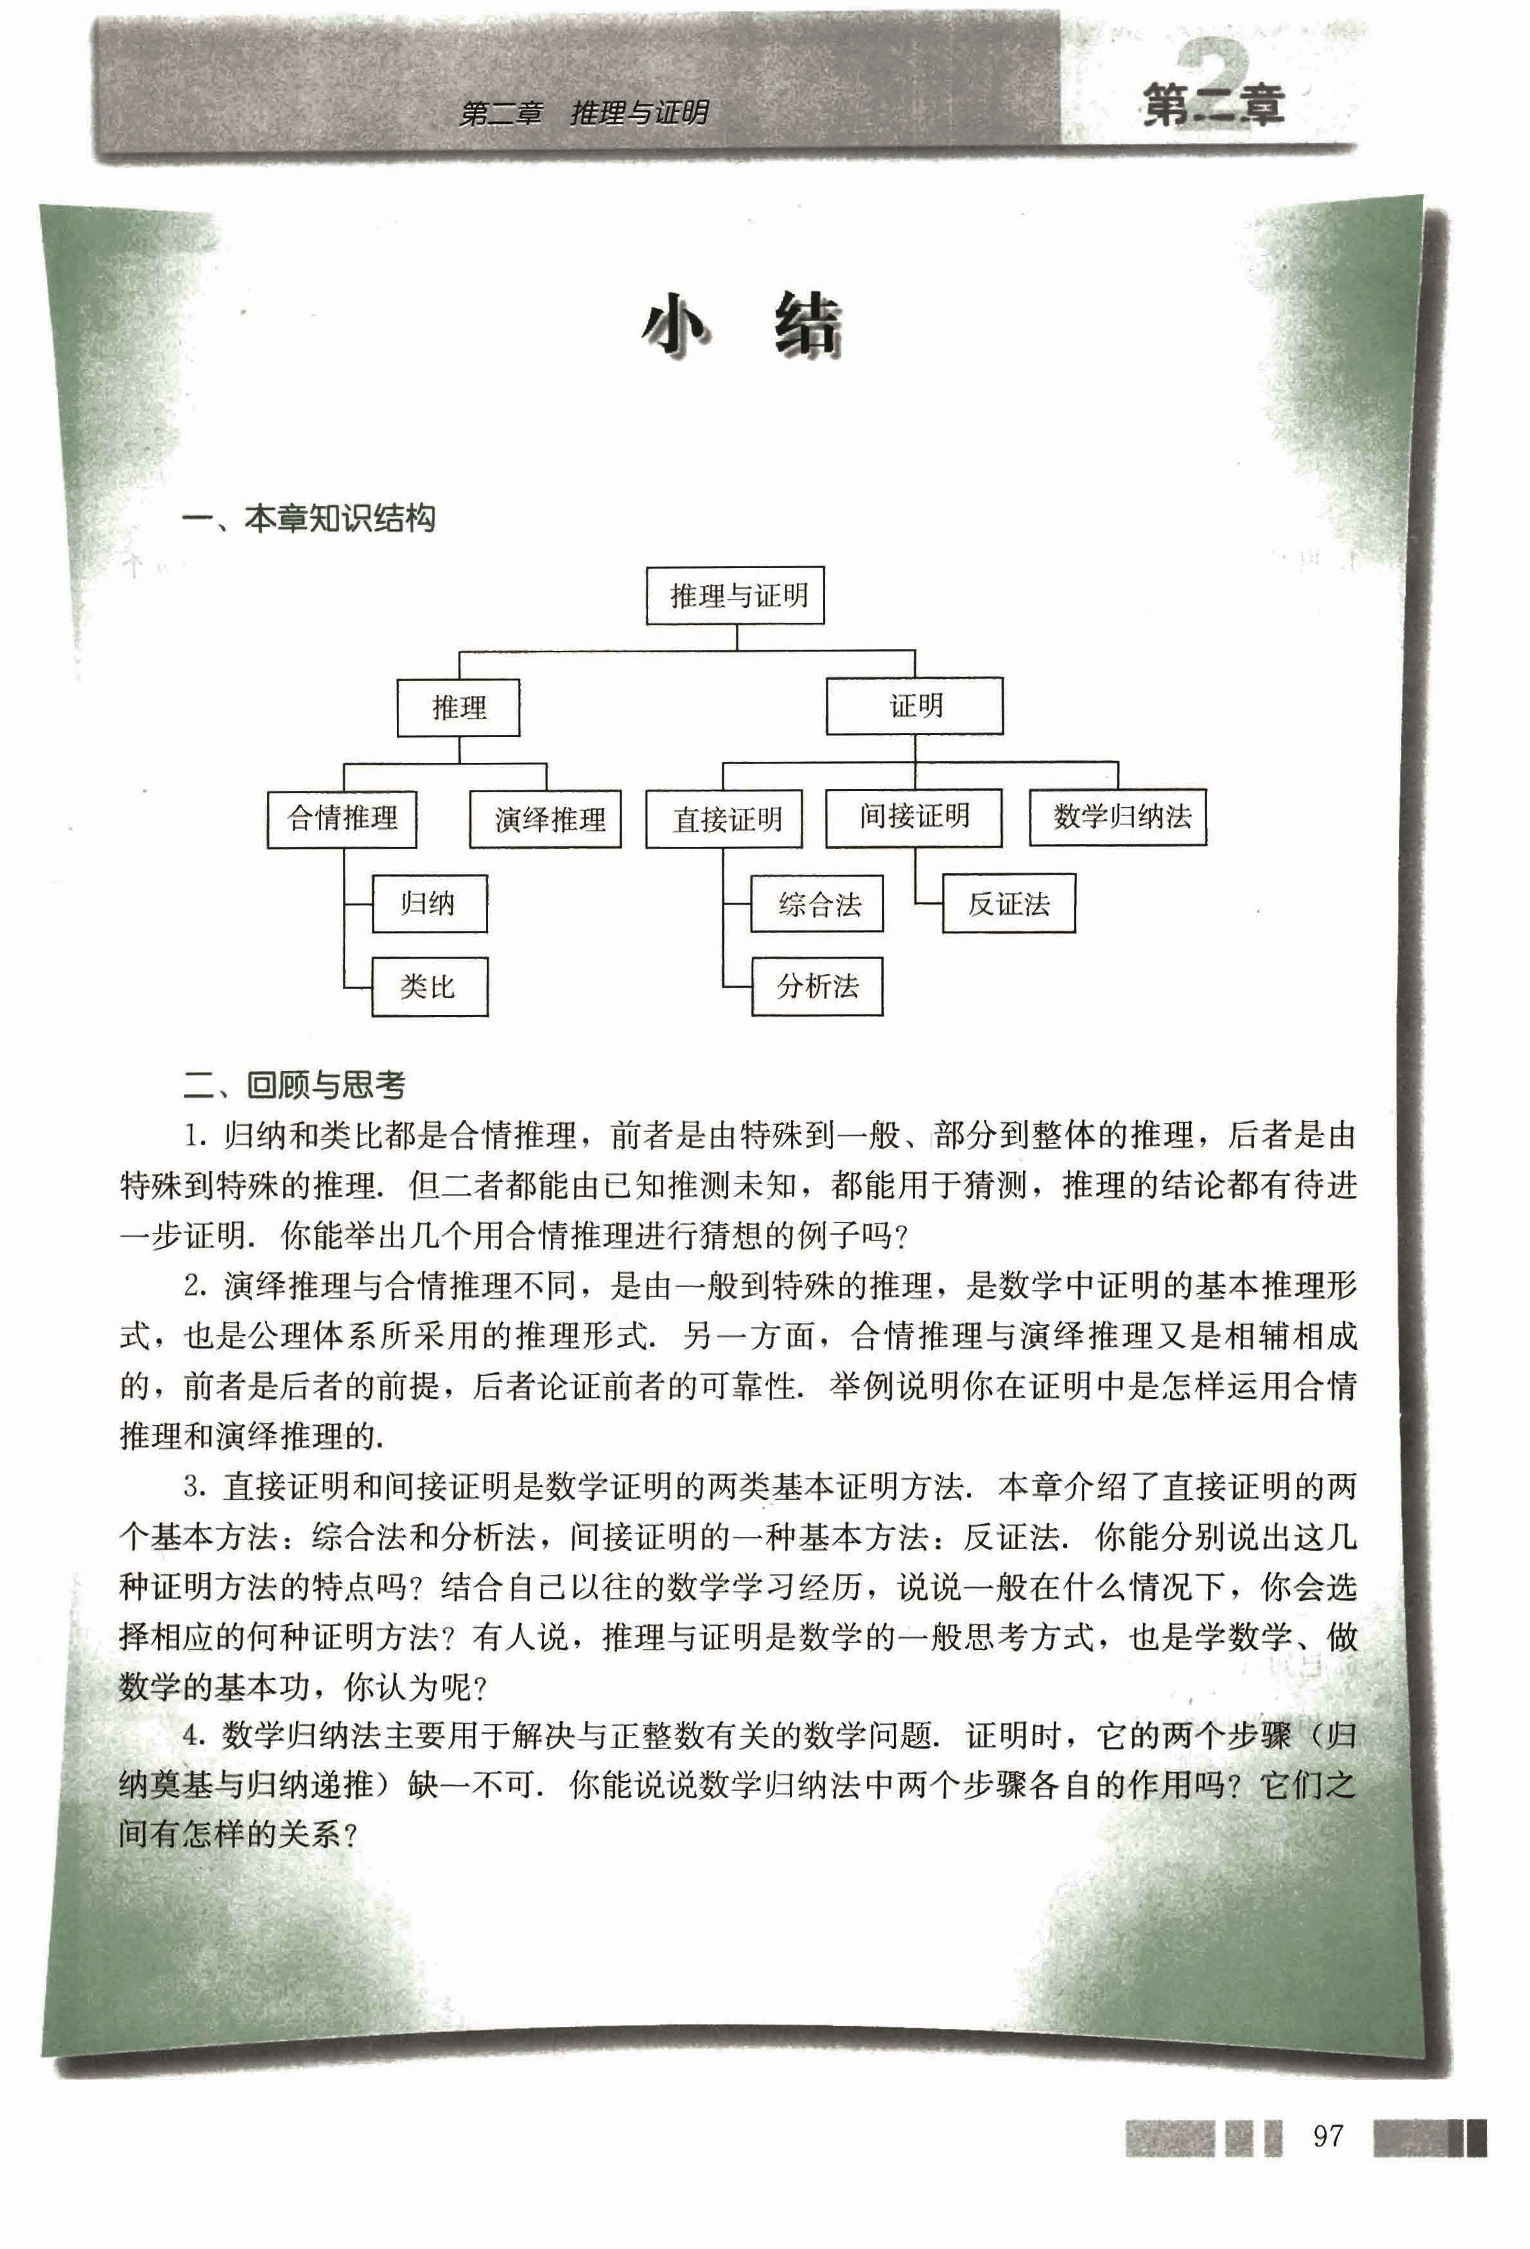 第二章 推理与证明
第二章
小 结
一、本章知识结构
推理与证明
推理
证明
合情推理
演绎推理
直接证明
间接证明
数学归纳法
归纳
综合法
反证法
类比
分析法
二、回顾与思考
1. 归纳和类比都是合情推理，前者是由特殊到一般、部分到整体的推理，后者是由
特殊到特殊的推理. 但二者都能由已知推测未知，都能用于猜测，推理的结论都有待进
一步证明. 你能举出几个用合情推理进行猜想的例子吗？
2. 演绎推理与合情推理不同，是由一般到特殊的推理，是数学中证明的基本推理形
式，也是公理体系所采用的推理形式. 另一方面，合情推理与演绎推理又是相辅相成
的，前者是后者的前提，后者论证前者的可靠性. 举例说明你在证明中是怎样运用合情
推理和演绎推理的.
3. 直接证明和间接证明是数学证明的两类基本证明方法. 本章介绍了直接证明的两
个基本方法：综合法和分析法，间接证明的一种基本方法：反证法. 你能分别说出这几
种证明方法的特点吗？结合自己以往的数学学习经历，说说一般在什么情况下，你会选
择相应的何种证明方法？有人说，推理与证明是数学的一般思考方式，也是学数学、做
数学的基本功，你认为呢？
4. 数学归纳法主要用于解决与正整数有关的数学问题. 证明时，它的两个步骤（归
纳奠基与归纳递推）缺一不可. 你能说说数学归纳法中两个步骤各自的作用吗？它们之
间有怎样的关系？
97